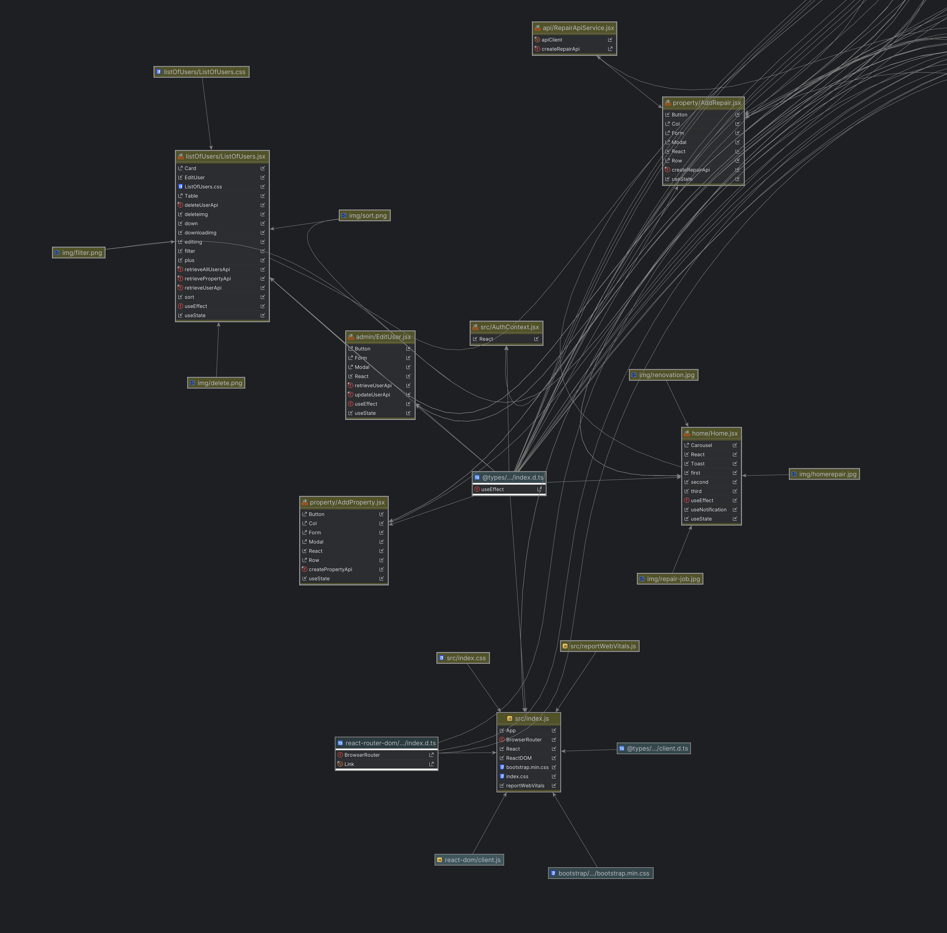 api/RepairApiService.jsx
apiClient
createRepairApi
listOfUsers/ListOfUsers.css
property/AddRepair.jsx
Button
Col
Form
Modal
React
Row
createRepairApi
useState
listOfUsers/ListOfUsers.jsx
Card
EditUser
ListOfUsers.css
Table
deleteUserApi
deleteimg
down
downloadimg
editimg
filter
plus
retrieveAllUsersApi
retrievePropertyApi
retrieveUserApi
sort
useEffect
useState
img/sort.png
img/filter.png
img/delete.png
src/AuthContext.jsx
React
admin/EditUser.jsx
Button
Form
Modal
React
retrieveUserApi
updateUserApi
useEffect
useState
img/renovation.jpg
home/Home.jsx
Carousel
React
Toast
first
second
third
useEffect
useNotification
useState
img/homerepair.jpg
@types/.../index.d.ts
useEffect
property/AddProperty.jsx
Button
Col
Form
Modal
React
Row
createPropertyApi
useState
img/repair-job.jpg
src/reportWebVitals.js
src/index.css
src/index.js
App
BrowserRouter
React
ReactDOM
bootstrap.min.css
index.css
reportWebVitals
react-router-dom/.../index.d.ts
BrowserRouter
Link
@types/.../client.d.ts
react-dom/client.js
bootstrap/.../bootstrap.min.css